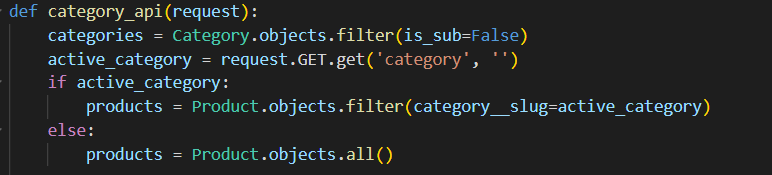 def category_api(request):
    categories = Category.objects.filter(is_sub=False)
    active_category = request.GET.get('category', '')
    if active_category:
        products = Product.objects.filter(category__slug=active_category)
    else:
        products = Product.objects.all()